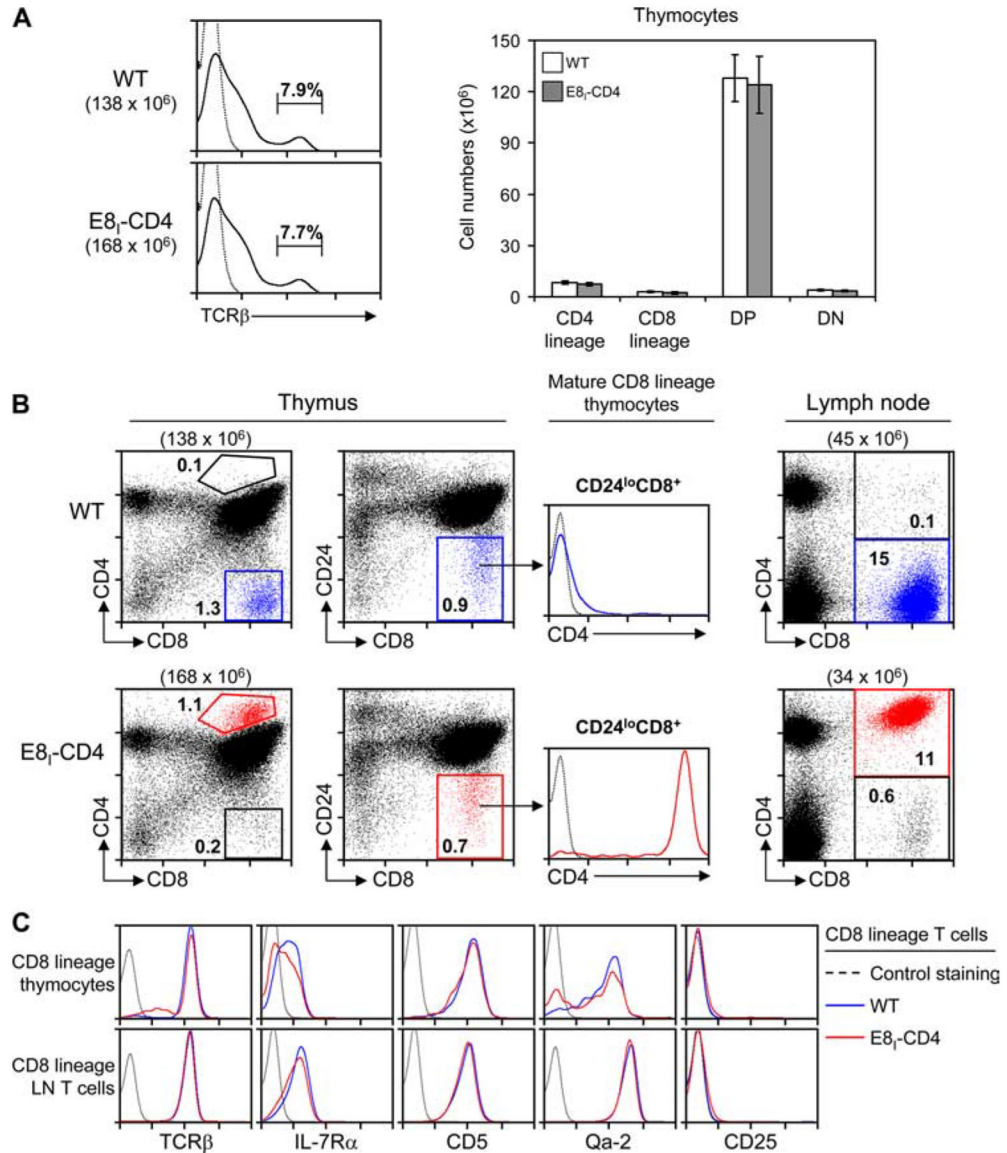 A
WT
(138 x 10⁶)
7.9%
E8ᵢ-CD4
(168 x 10⁶)
7.7%
TCRβ
Thymocytes
WT
E8ᵢ-CD4
Cell numbers (x10⁶)
150
120
90
60
30
0
CD4
lineage
CD8
lineage
DP
DN
B
Thymus
Mature CD8 lineage
thymocytes
Lymph node
WT
(138 x 10⁶)
0.1
1.3
CD4
CD8
CD24
0.9
CD8
CD24ˡᵒCD8⁺
CD4
(45 x 10⁶)
0.1
15
CD4
CD8
E8ᵢ-CD4
(168 x 10⁶)
1.1
0.2
CD4
CD8
CD24
0.7
CD8
CD24ˡᵒCD8⁺
CD4
(34 x 10⁶)
11
0.6
CD4
CD8
C
CD8 lineage
thymocytes
CD8 lineage
LN T cells
TCRβ
IL-7Rα
CD5
Qa-2
CD25
CD8 lineage T cells
Control staining
WT
E8ᵢ-CD4